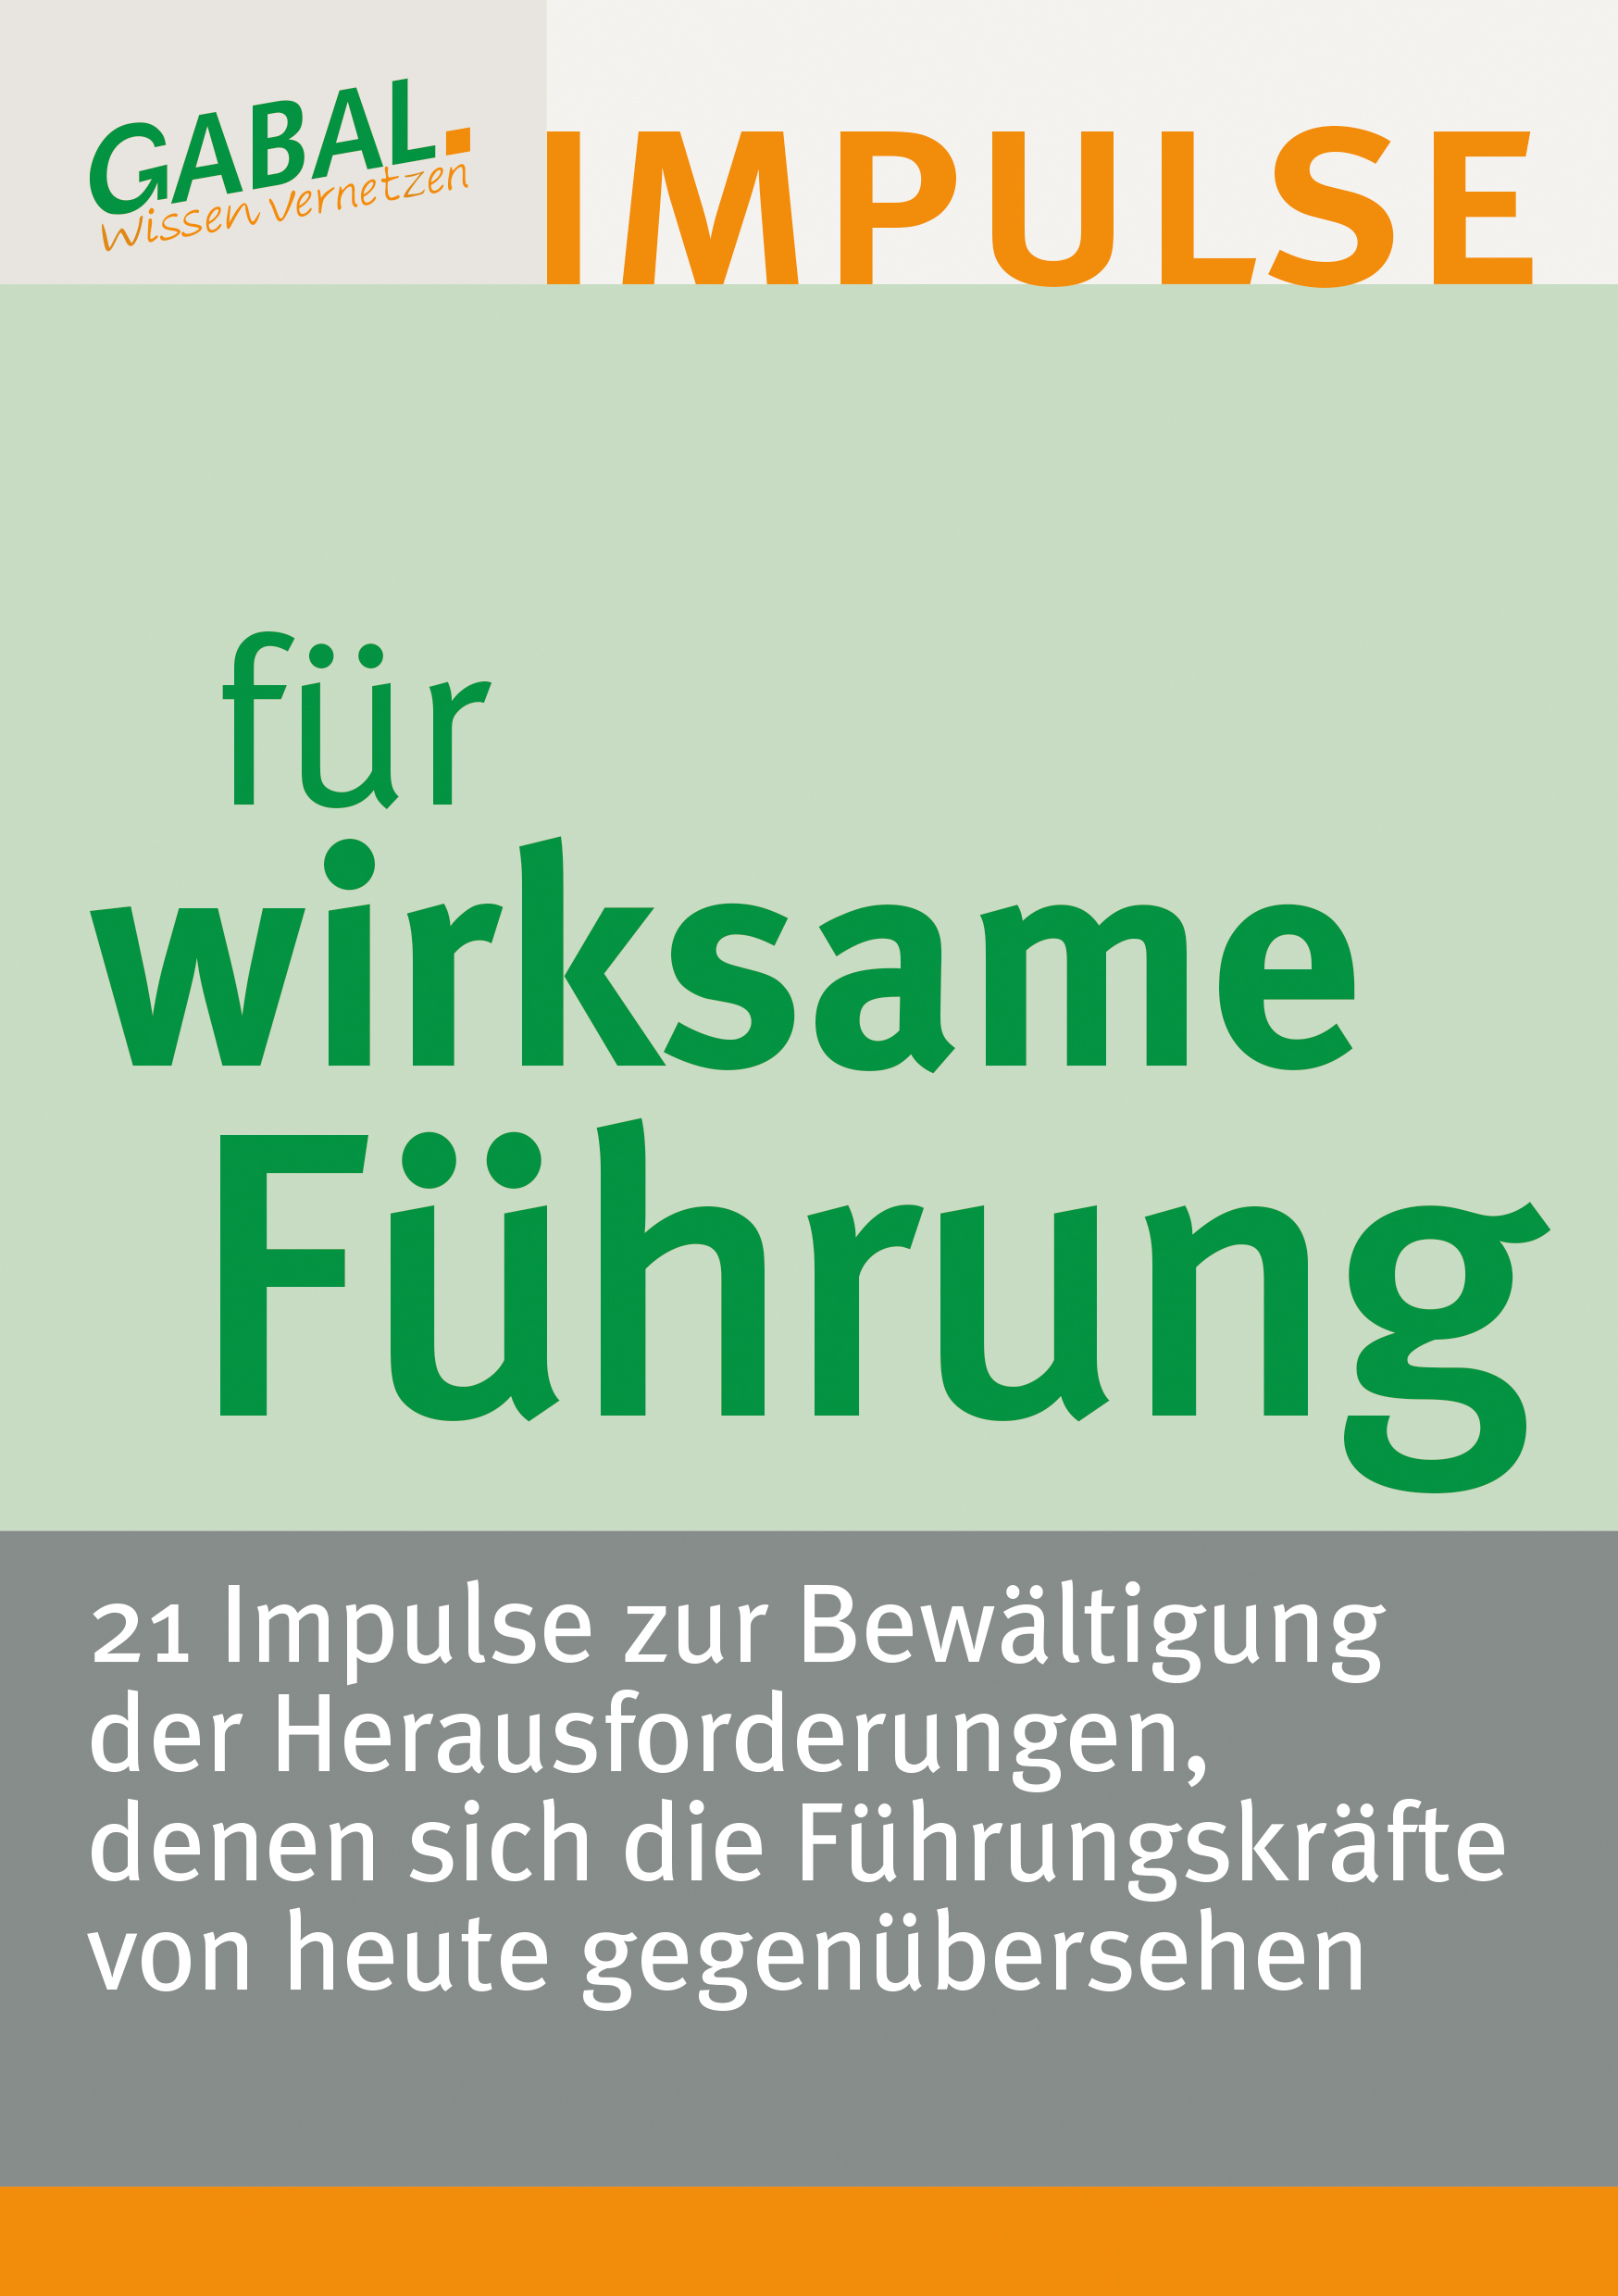 GABAL.
Wissen vernetzen
IMPULSE
für
wirksame
Führung
21 Impulse zur Bewältigung
der Herausforderungen,
denen sich die Führungskräfte
von heute gegenübersehen